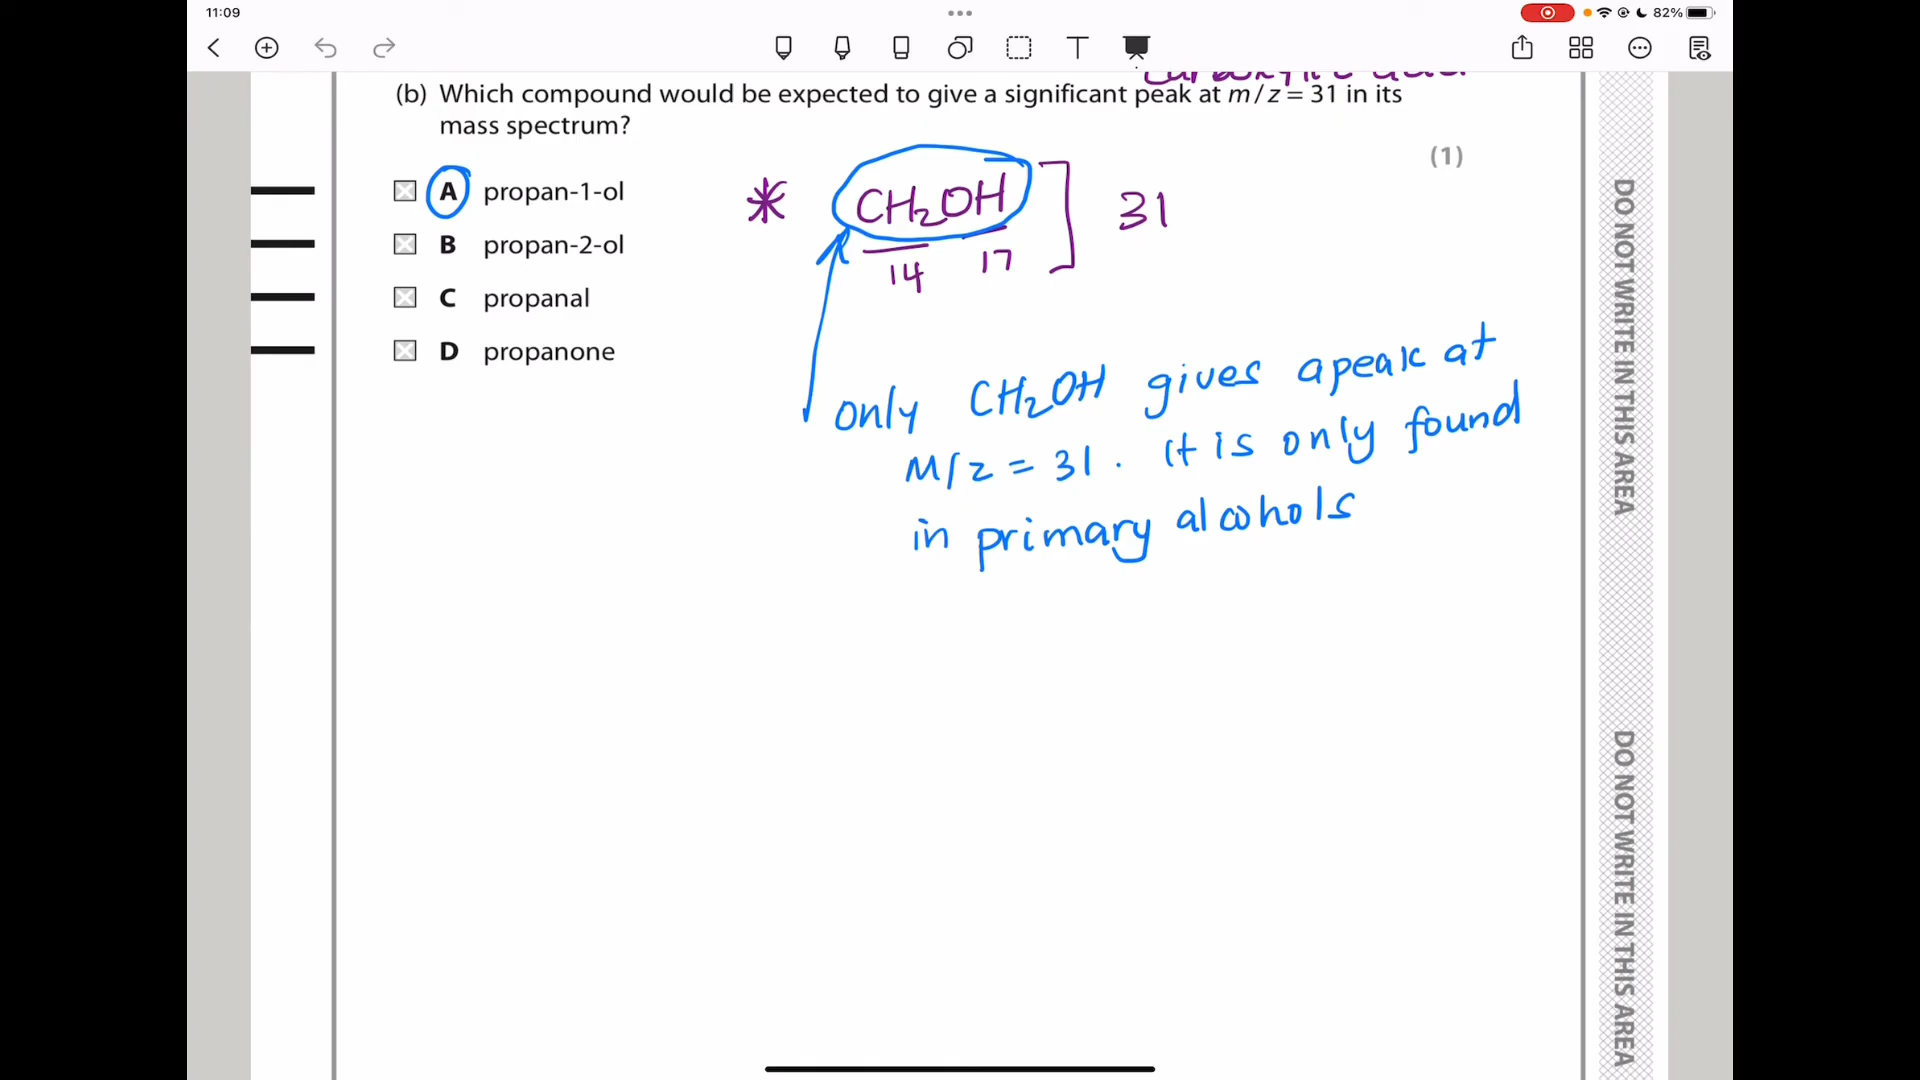 11:09
82%
carboxylic acid
(b) Which compound would be expected to give a significant peak at m/z = 31 in its
mass spectrum?
(1)
A propan-1-ol
B propan-2-ol
C propanal
D propanone
* CH₂OH ] 31
14 17
only CH₂OH gives a peak at
M/z = 31. It is only found
in primary alcohols
DO NOT WRITE IN THIS AREA
DO NOT WRITE IN THIS AREA